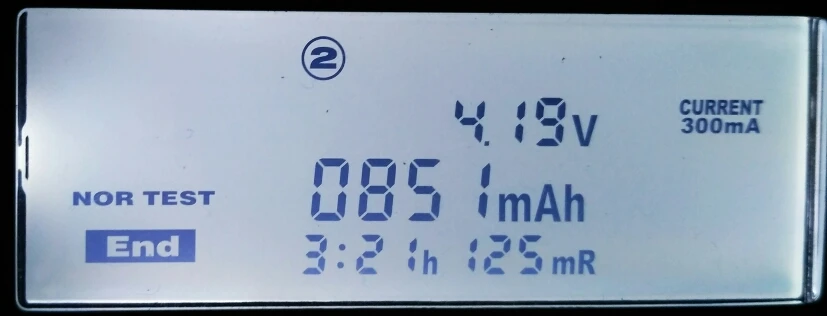 2
4.19V
CURRENT
300mA
NOR TEST
0851mAh
End
3:21h 125mR